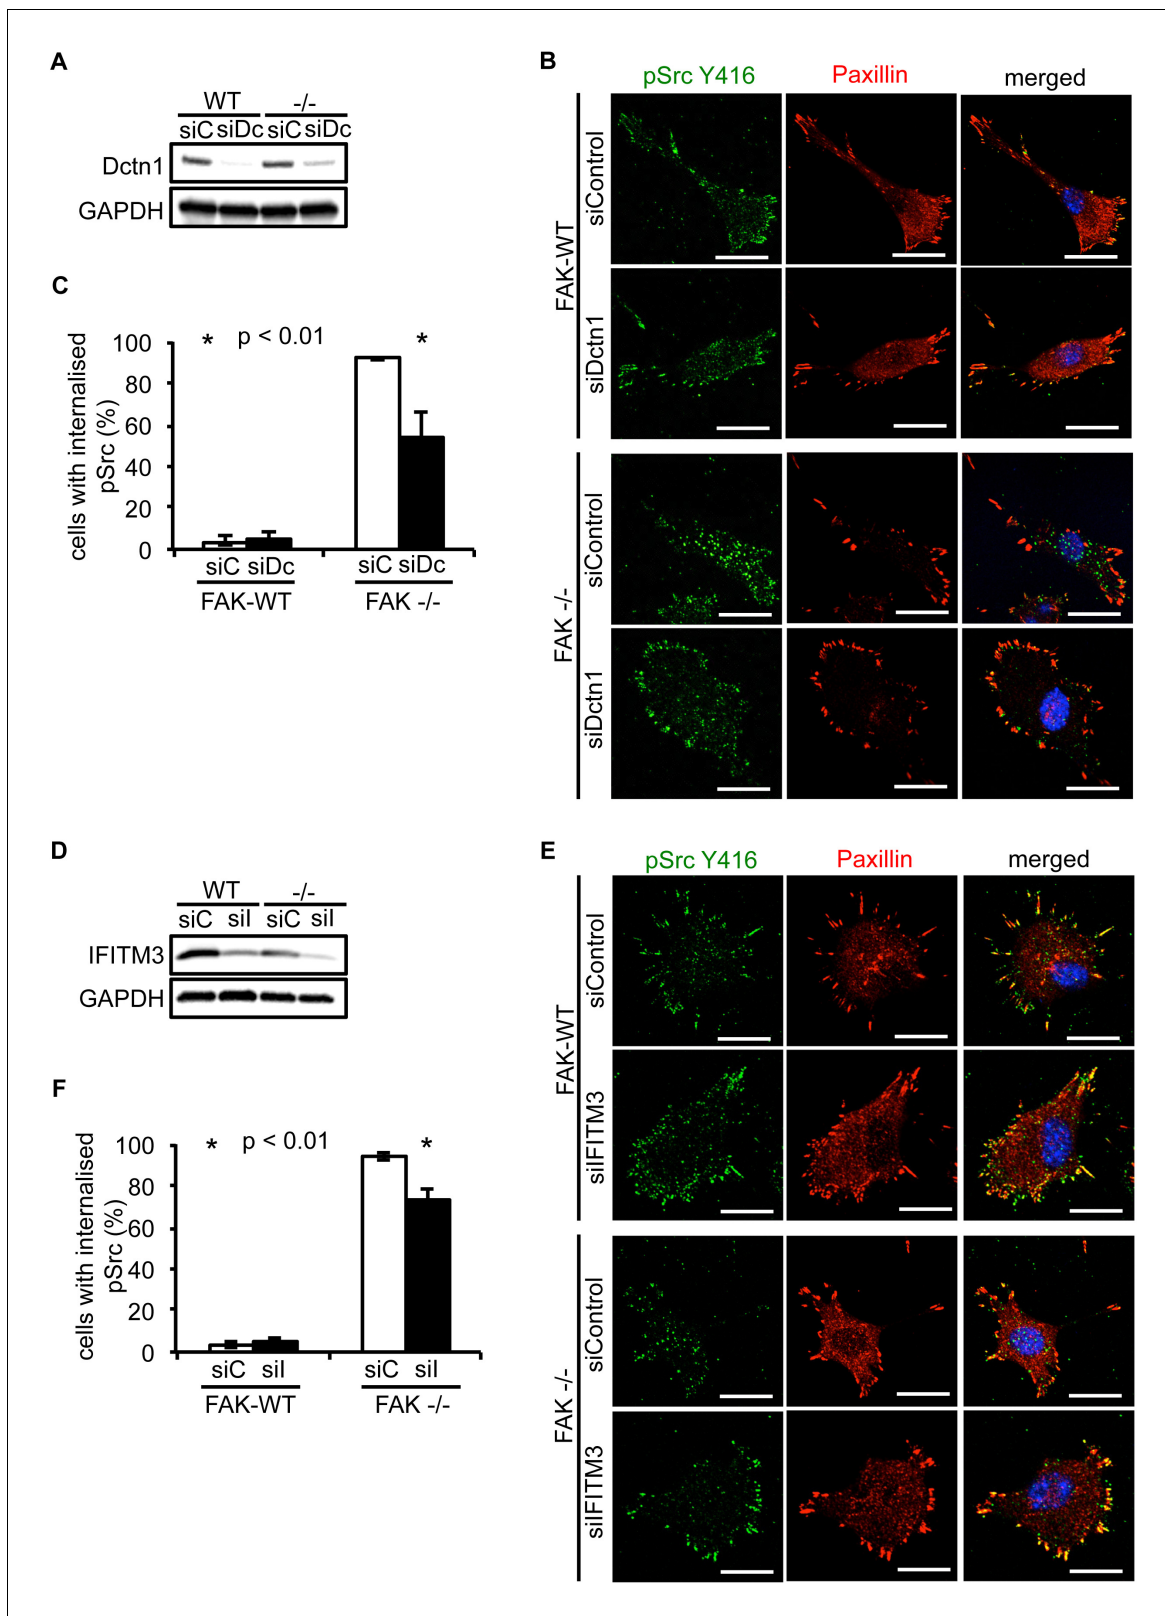 A
WT -/-
siC siDc siC siDc
Dctn1
GAPDH
B
pSrc Y416 Paxillin merged
FAK-WT
siControl
siDctn1
FAK -/-
siControl
siDctn1
C
cells with internalised
pSrc (%)
* p < 0.01 *
100
80
60
40
20
0
siC siDc siC siDc
FAK-WT FAK -/-
D
WT -/-
siC siI siC siI
IFITM3
GAPDH
E
pSrc Y416 Paxillin merged
FAK-WT
siControl
siIFITM3
FAK -/-
siControl
siIFITM3
F
cells with internalised
pSrc (%)
* p < 0.01 *
100
80
60
40
20
0
siC siI siC siI
FAK-WT FAK -/-